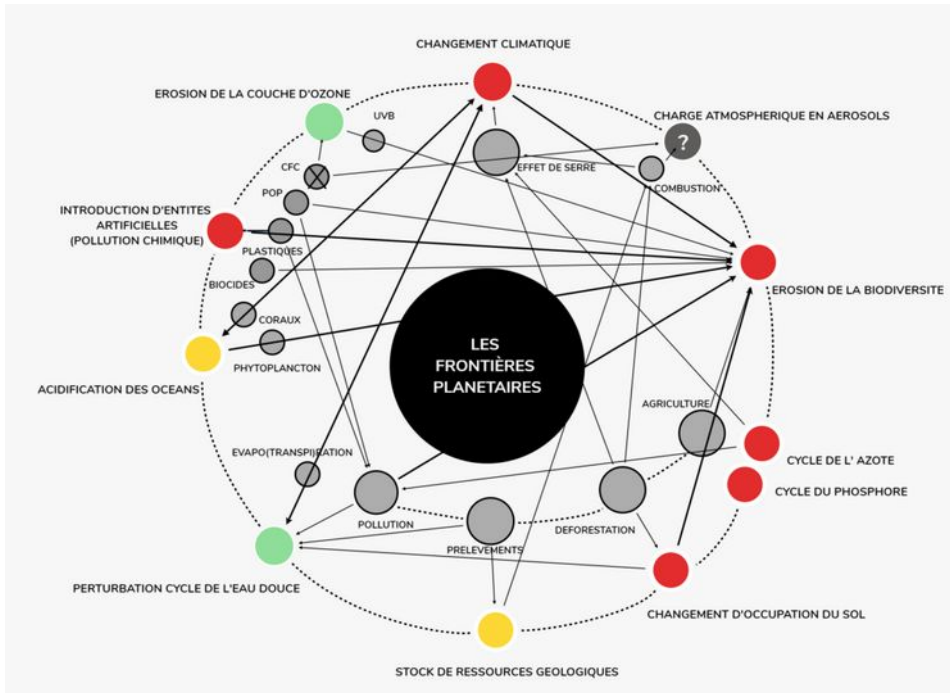 CHANGEMENT CLIMATIQUE
EROSION DE LA COUCHE D'OZONE
UVB
CHARGE ATMOSPHERIQUE EN AEROSOLS
?
CFC
EFFET DE SERRE
COMBUSTION
POP
INTRODUCTION D'ENTITES
ARTIFICIELLES
(POLLUTION CHIMIQUE)
PLASTIQUES
BIOCIDES
EROSION DE LA BIODIVERSITE
CORAUX
PHYTOPLANCTON
ACIDIFICATION DES OCEANS
LES
FRONTIÈRES
PLANETAIRES
AGRICULTURE
EVAPO(TRANSPI)RATION
CYCLE DE L' AZOTE
CYCLE DU PHOSPHORE
POLLUTION
DEFORESTATION
PRELEVEMENTS
PERTURBATION CYCLE DE L'EAU DOUCE
CHANGEMENT D'OCCUPATION DU SOL
STOCK DE RESSOURCES GEOLOGIQUES